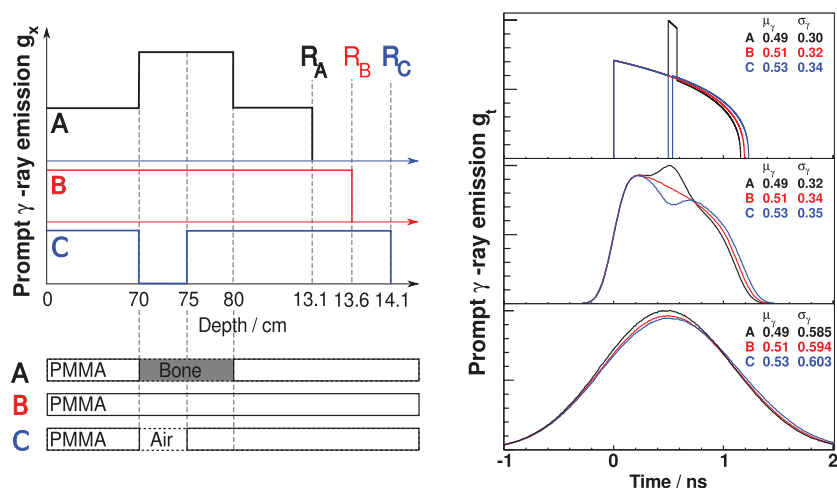 Prompt γ -ray emission g_x
A
B
C
R_A
R_B
R_C
0
70
75
80
13.1
13.6
14.1
Depth / cm
A
PMMA
Bone
B
PMMA
C
PMMA
Air
Prompt γ -ray emission g_t
μ_γ σ_γ
A 0.49 0.30
B 0.51 0.32
C 0.53 0.34
μ_γ σ_γ
A 0.49 0.32
B 0.51 0.34
C 0.53 0.35
μ_γ σ_γ
A 0.49 0.585
B 0.51 0.594
C 0.53 0.603
-1
0
1
2
Time / ns